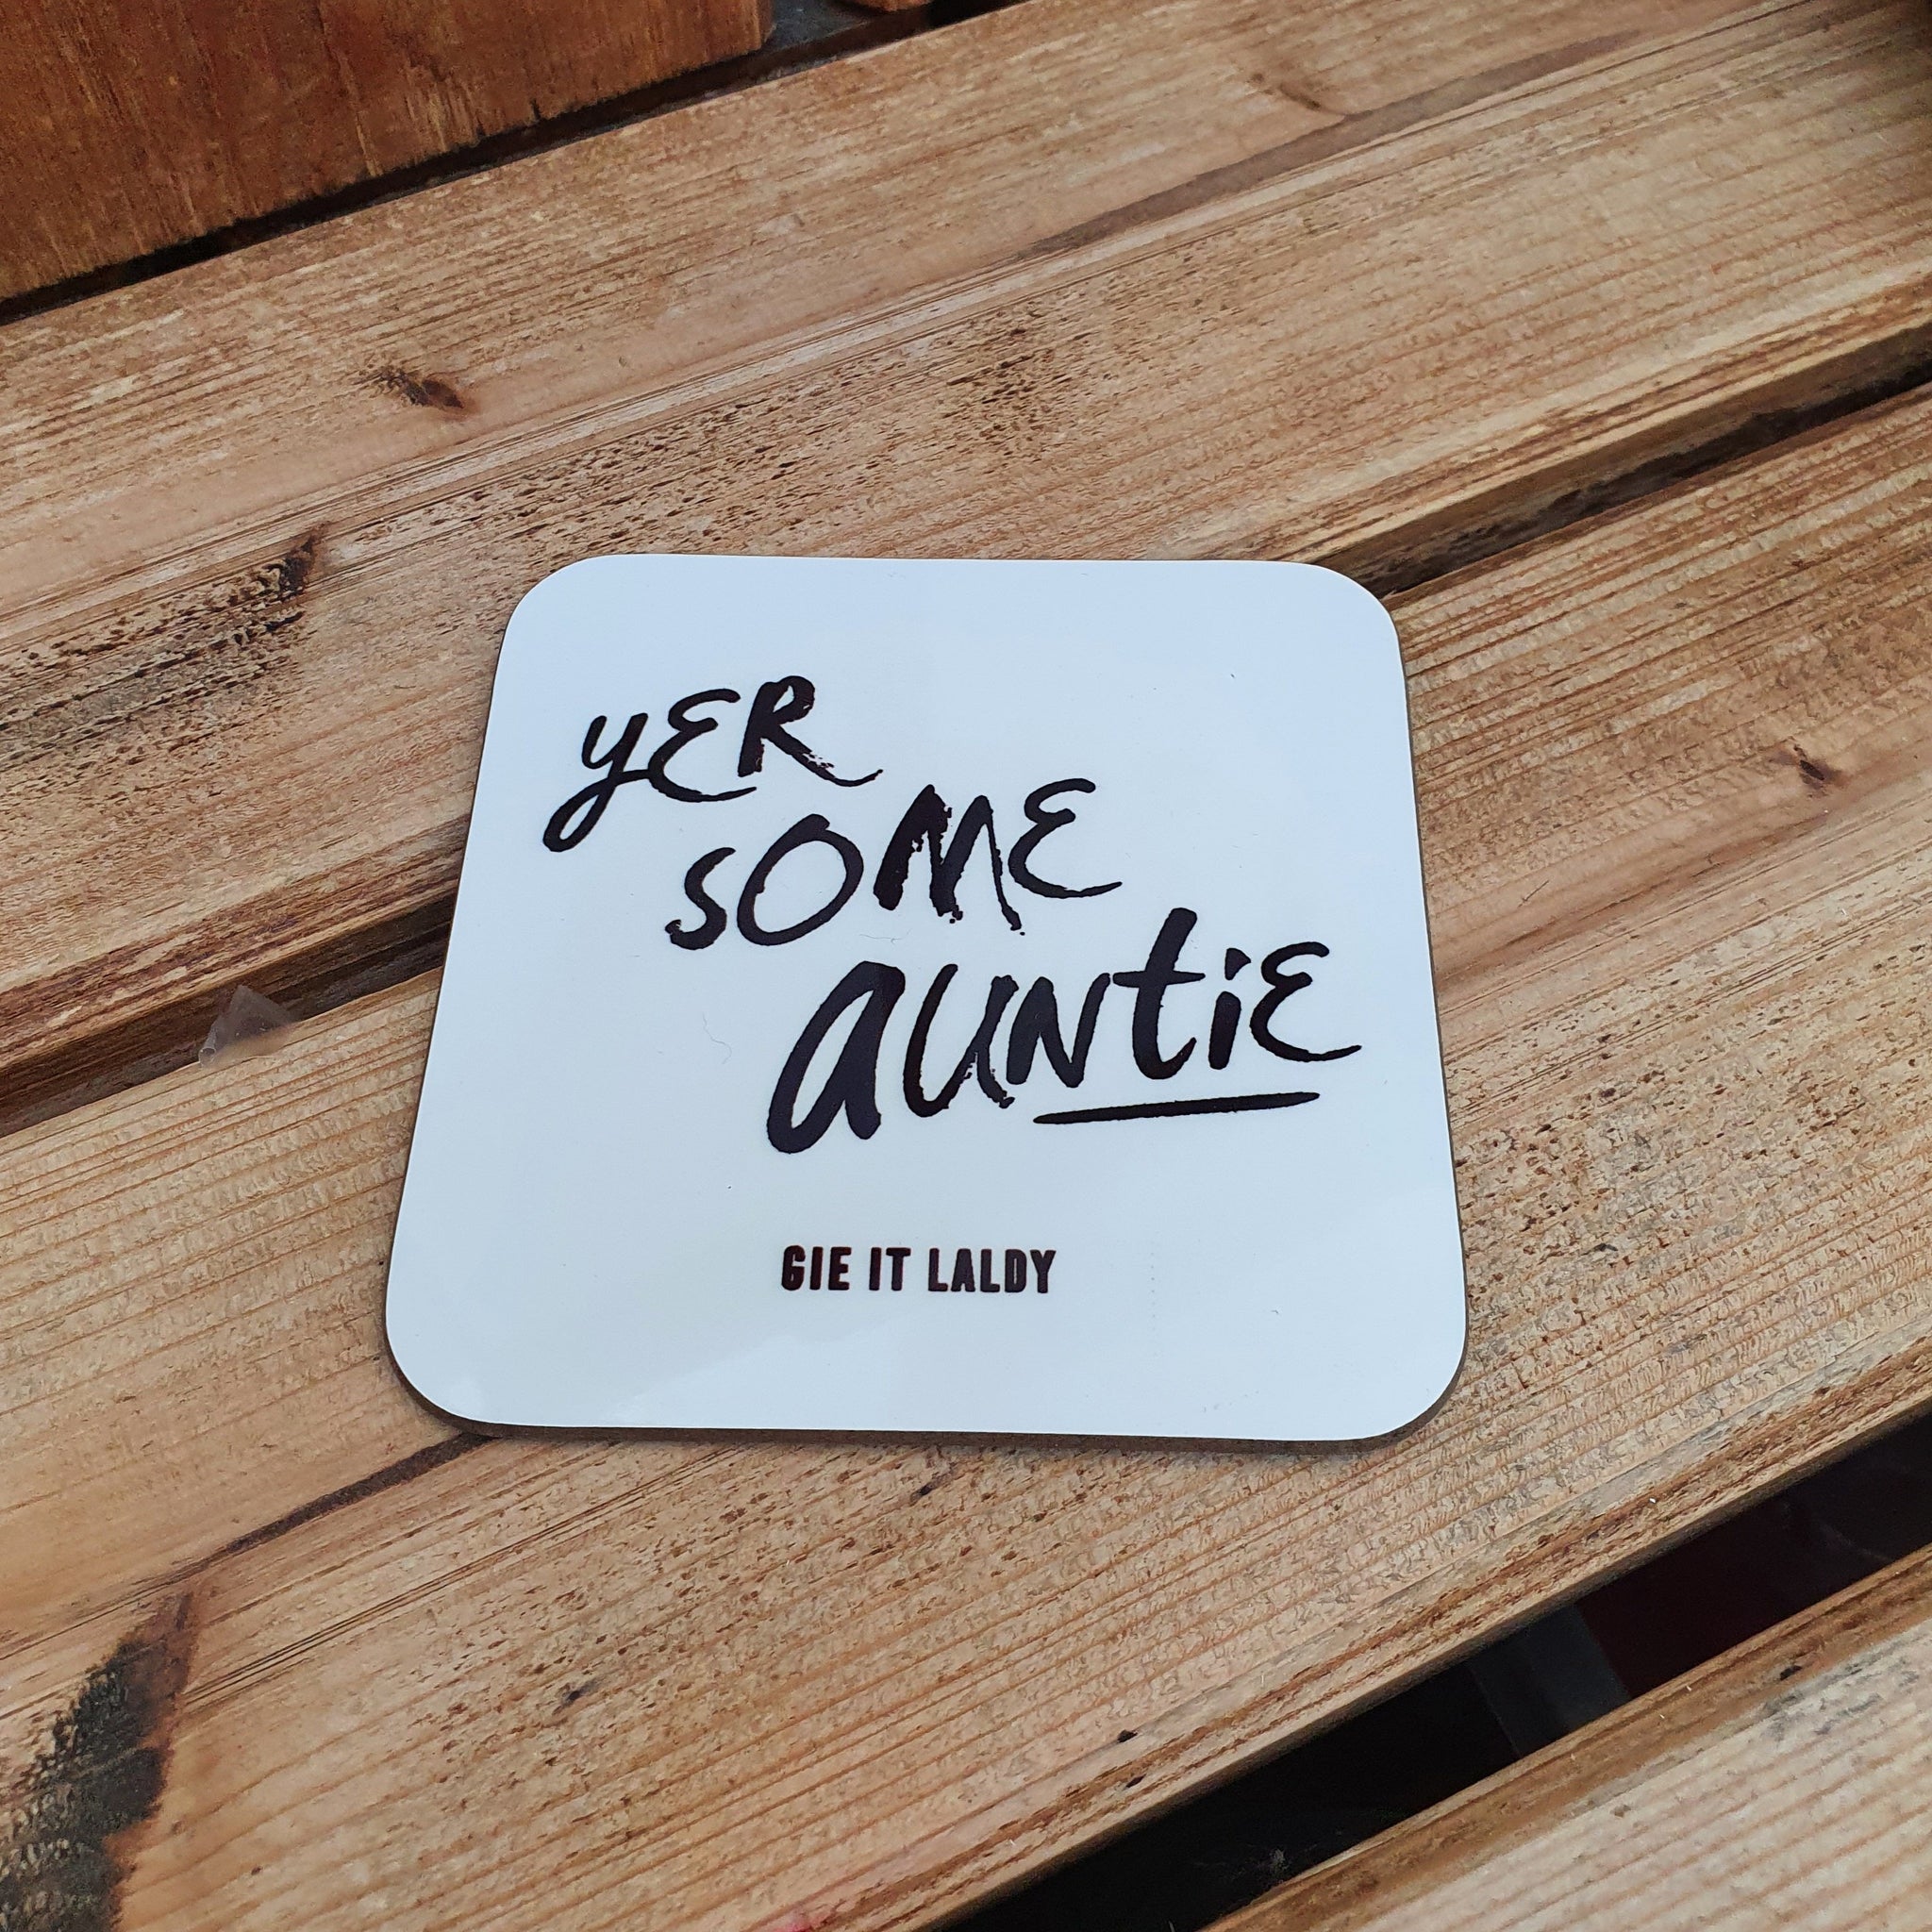 yER
SOME
auNtiE
GIE IT LALDY